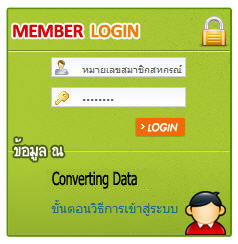 MEMBER LOGIN
หมายเลขสมาชิกสหกรณ์
••••••••
LOGIN
ข้อมูล ณ
Converting Data
ขั้นตอนวิธีการเข้าสู่ระบบ